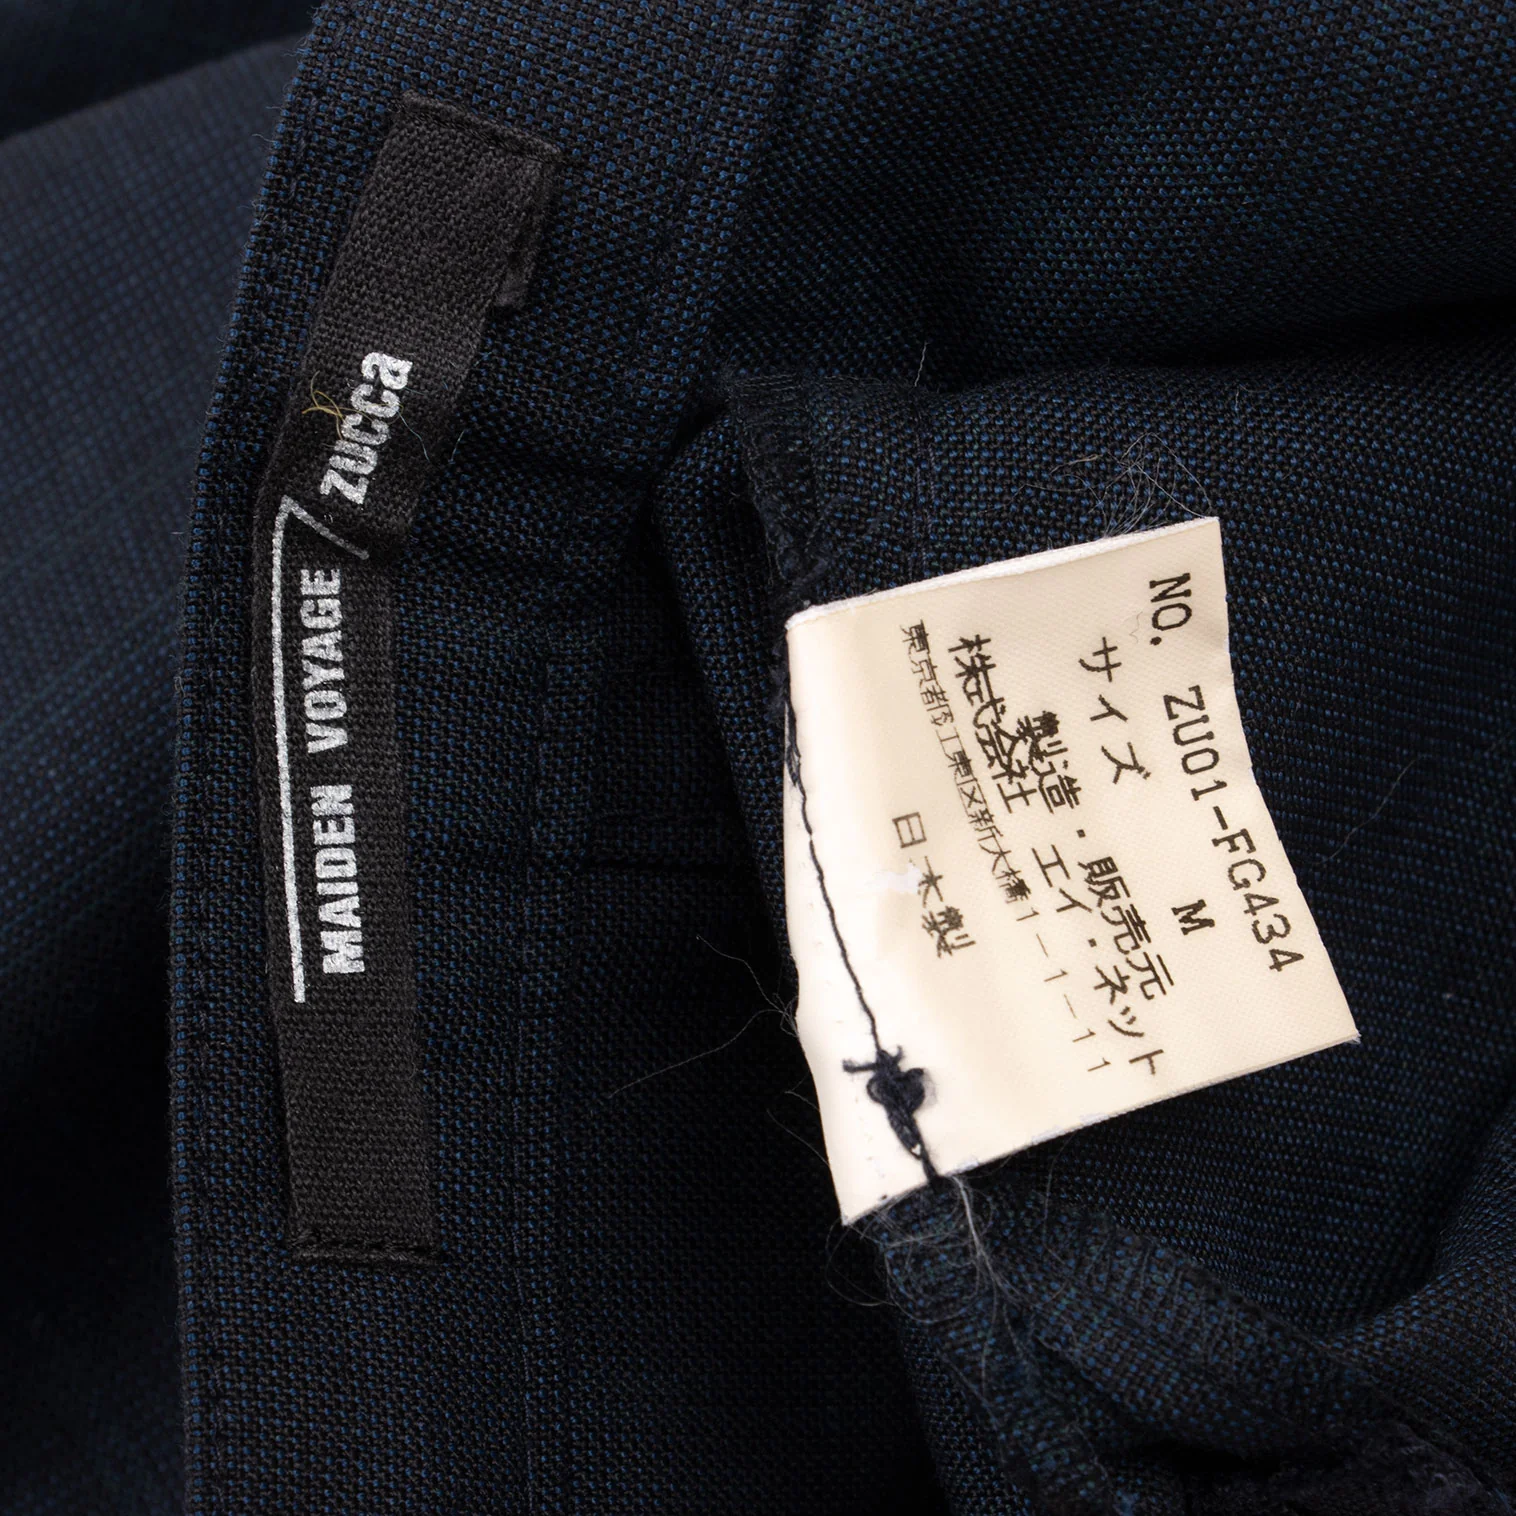 MAIDEN VOYAGE / ZUCCa
NO. ZU01-FG434
サイズ M
製造・販売元
株式会社 エイ・ネット
東京都江東区新大橋1-1-11
日本製